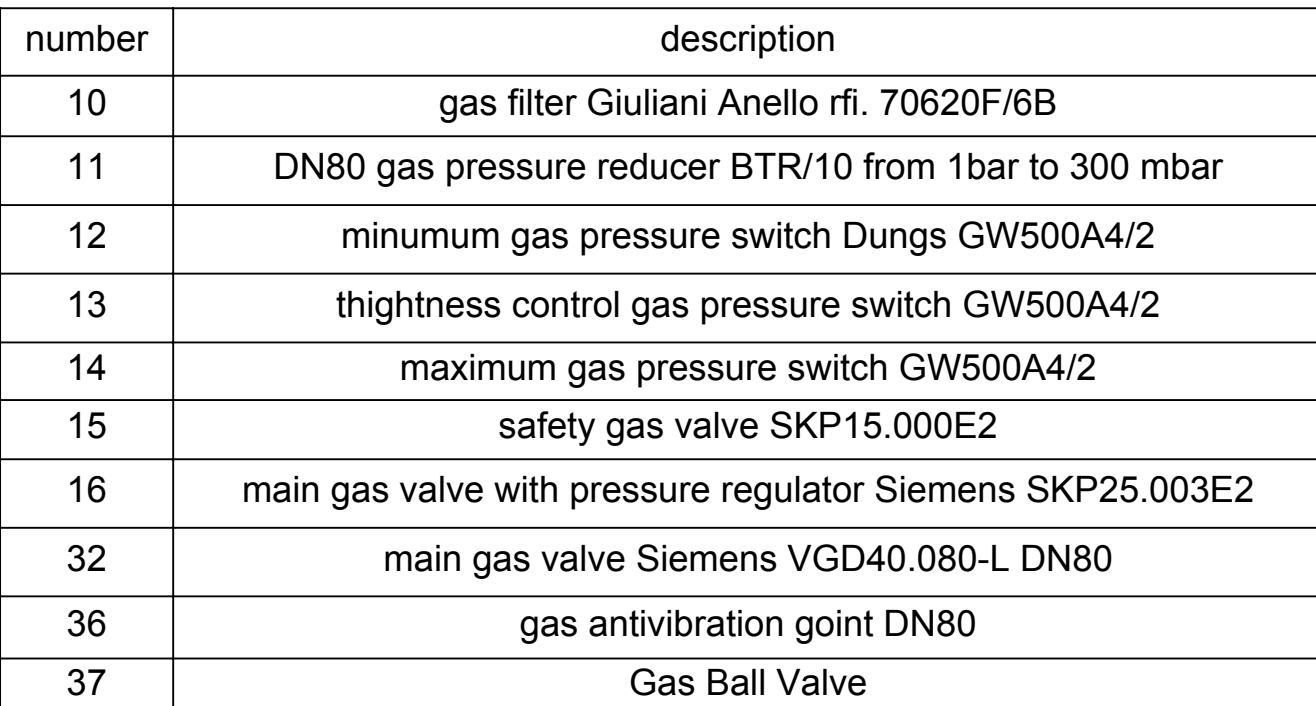 number description
10 gas filter Giuliani Anello rfi. 70620F/6B
11 DN80 gas pressure reducer BTR/10 from 1bar to 300 mbar
12 minumum gas pressure switch Dungs GW500A4/2
13 thightness control gas pressure switch GW500A4/2
14 maximum gas pressure switch GW500A4/2
15 safety gas valve SKP15.000E2
16 main gas valve with pressure regulator Siemens SKP25.003E2
32 main gas valve Siemens VGD40.080-L DN80
36 gas antivibration goint DN80
37 Gas Ball Valve